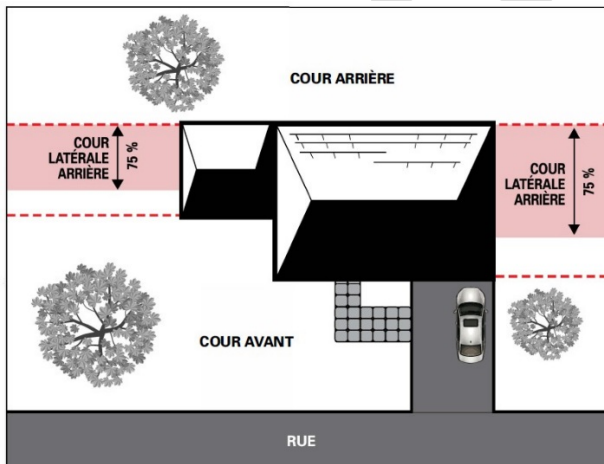 COUR ARRIÈRE
COUR
LATÉRALE
ARRIÈRE
75 %
COUR
LATÉRALE
ARRIÈRE
75 %
COUR AVANT
RUE